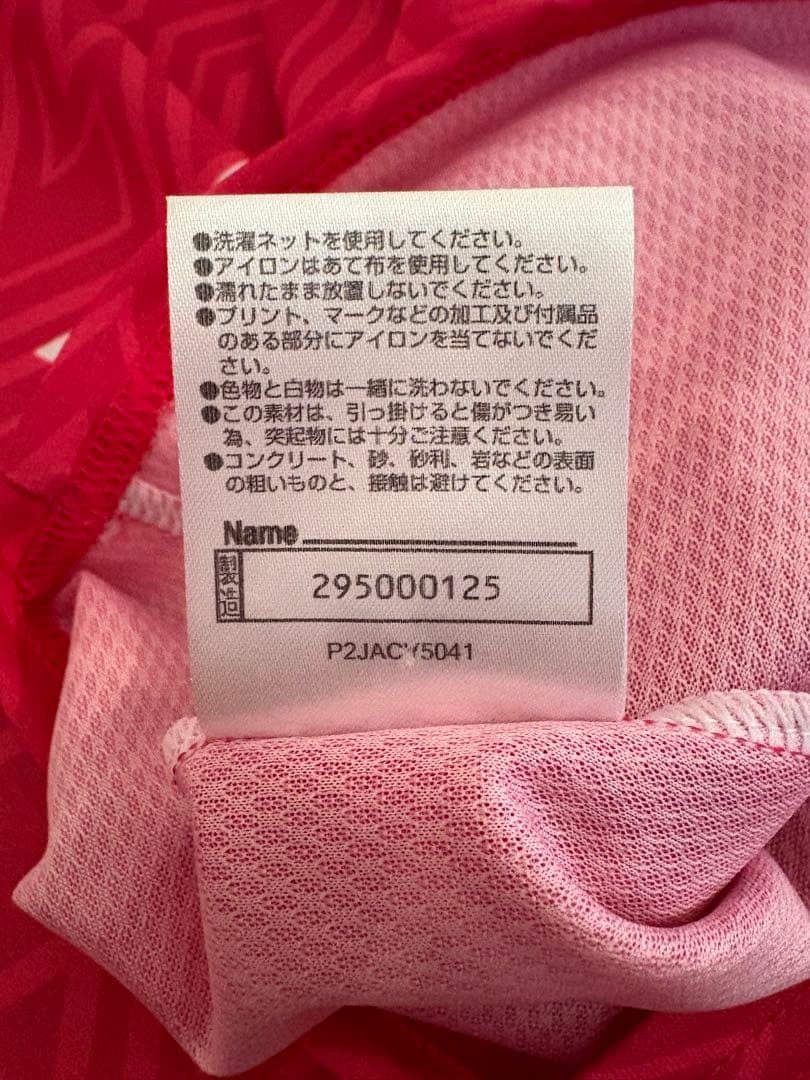 ●洗濯ネットを使用してください。
●アイロンはあて布を使用してください。
●濡れたまま放置しないでください。
●プリント、マークなどの加工及び付属品
のある部分にアイロンを当てないでくだ
さい。
●色物と白物は一緒に洗わないでください。
●この素材は、引っ掛けると傷がつき易い
為、突起物には十分ご注意ください。
●コンクリート、砂、砂利、岩などの表面
の粗いものと、接触は避けてください。
Name
製造 295000125